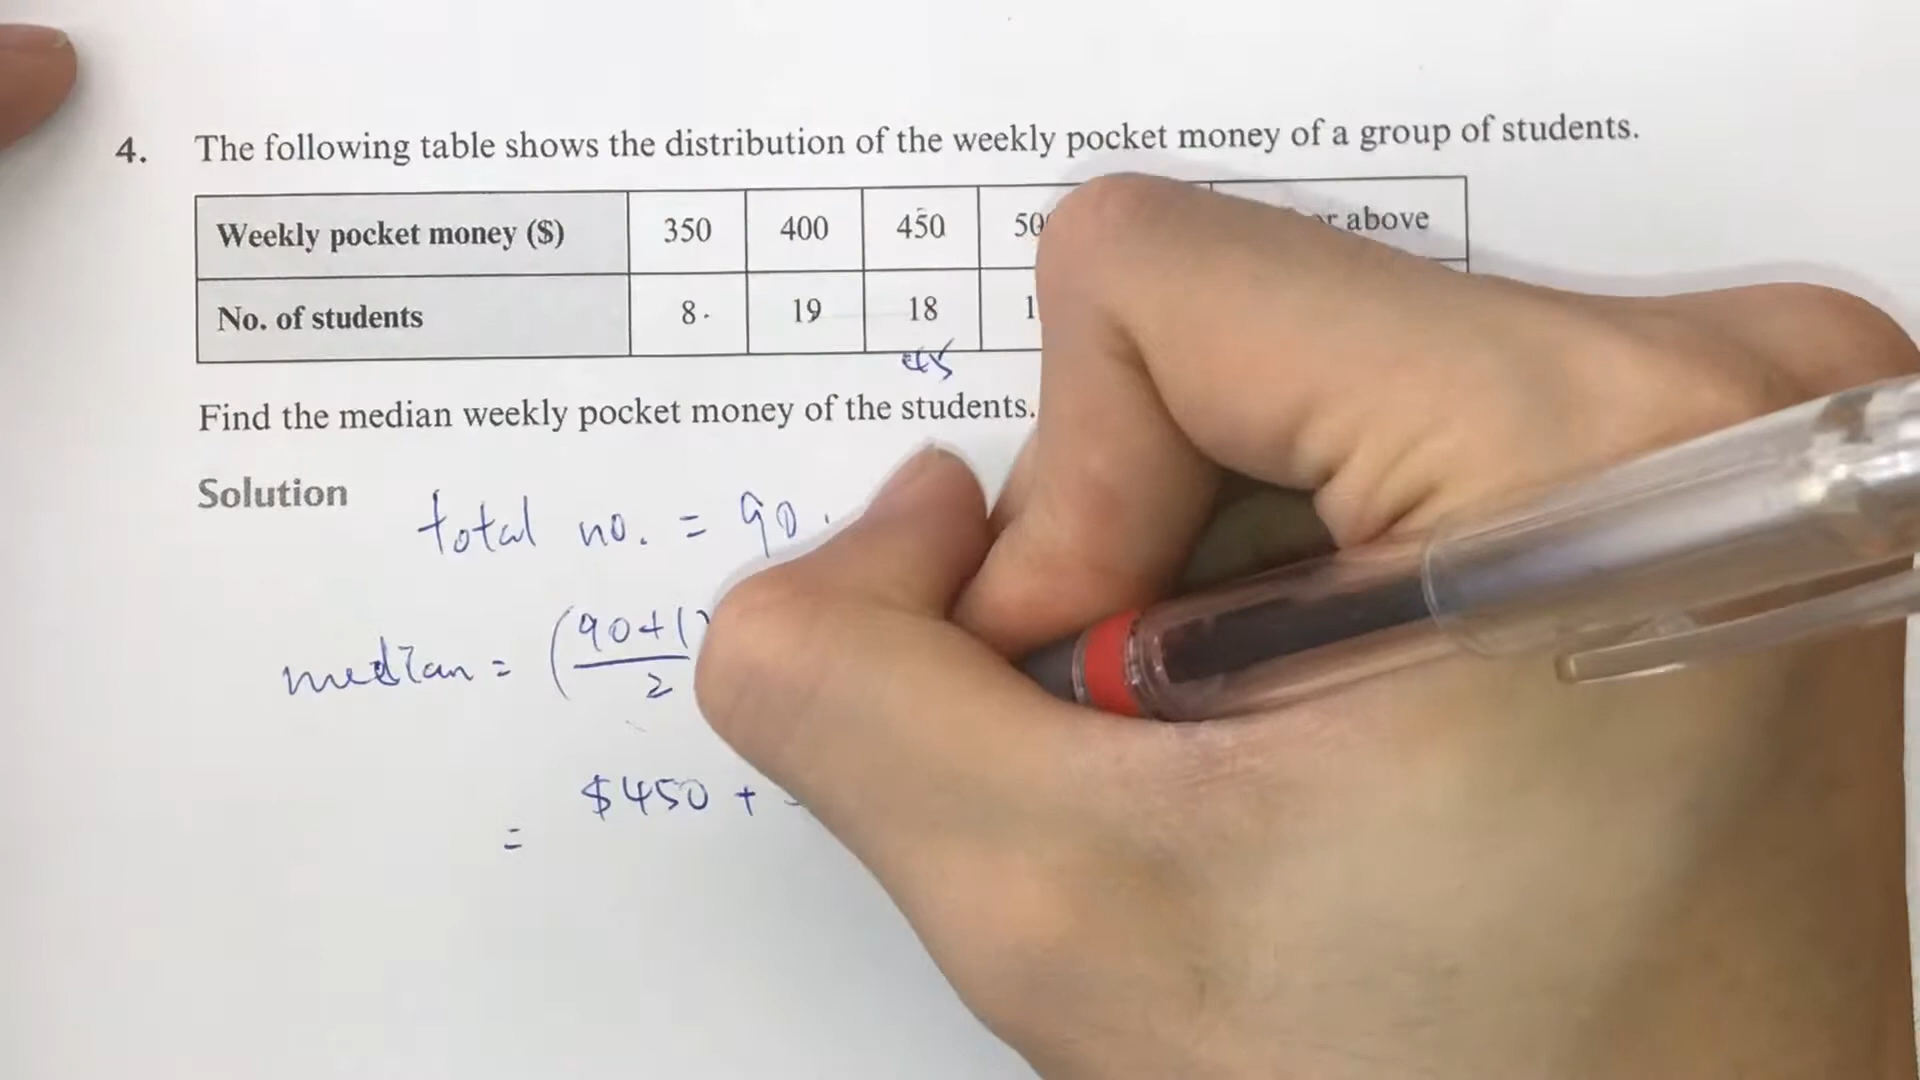 4. The following table shows the distribution of the weekly pocket money of a group of students.
Weekly pocket money ($) 350 400 450 above
No. of students 8 19 18
45
Find the median weekly pocket money of the students.
Solution
total no. = 90
median = (90+1
2
$450 +
=